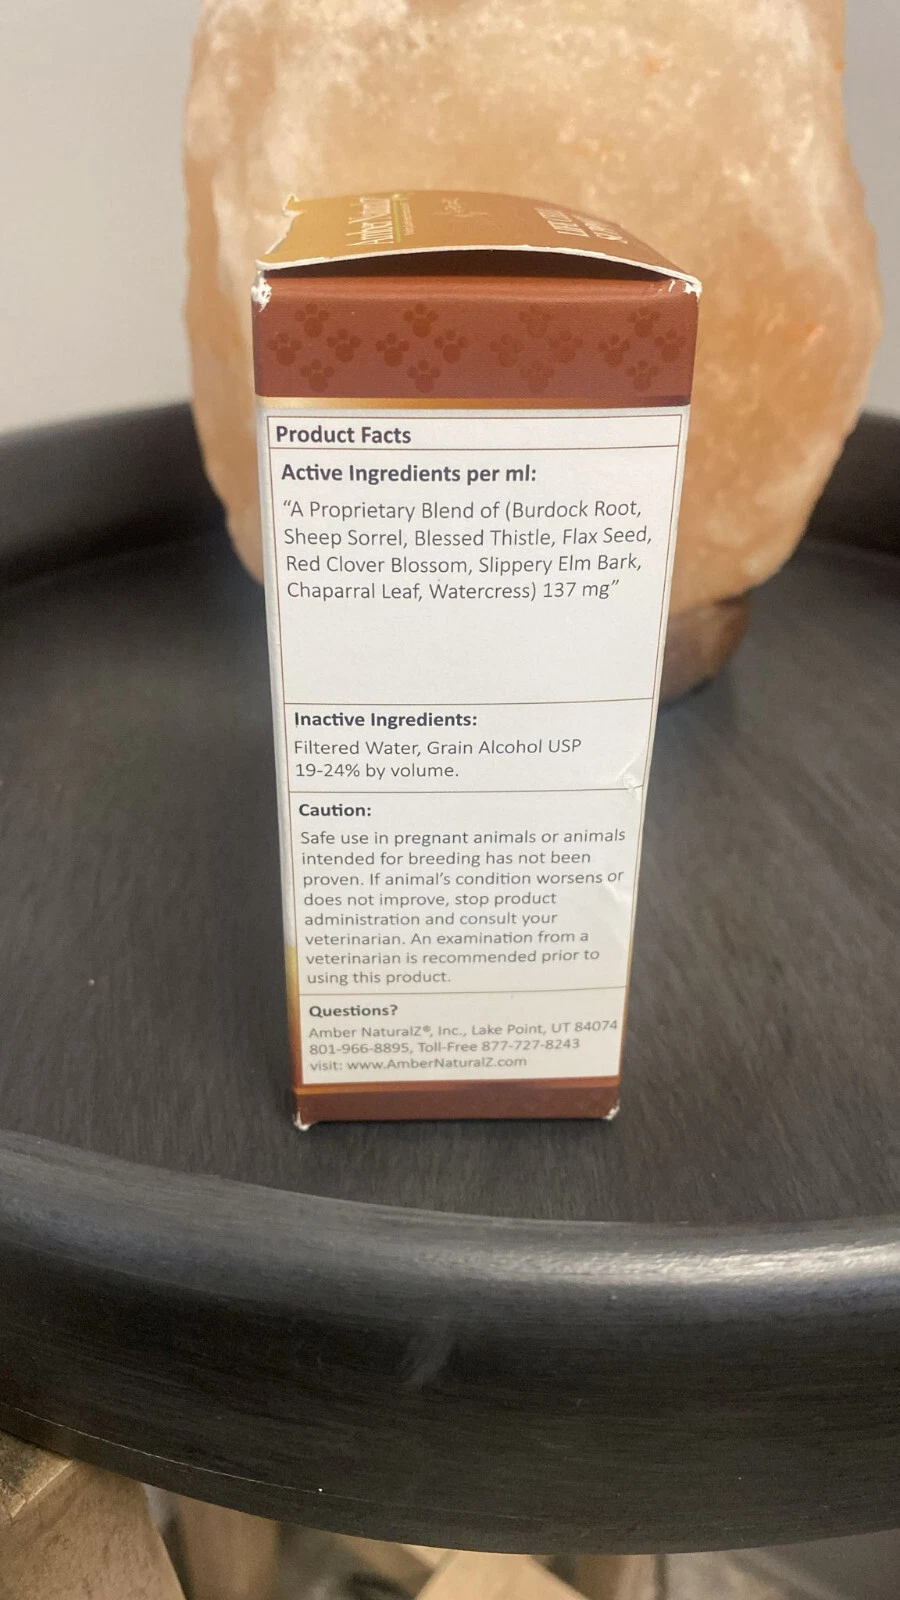 Amber NaturalZ
Product Facts
Active Ingredients per ml:
“A Proprietary Blend of (Burdock Root,
Sheep Sorrel, Blessed Thistle, Flax Seed,
Red Clover Blossom, Slippery Elm Bark,
Chaparral Leaf, Watercress) 137 mg”
Inactive Ingredients:
Filtered Water, Grain Alcohol USP
19-24% by volume.
Caution:
Safe use in pregnant animals or animals
intended for breeding has not been
proven. If animal’s condition worsens or
does not improve, stop product
administration and consult your
veterinarian. An examination from a
veterinarian is recommended prior to
using this product.
Questions?
Amber NaturalZ®, Inc., Lake Point, UT 84074
801-966-8895, Toll-Free 877-727-8243
visit: www.AmberNaturalZ.com